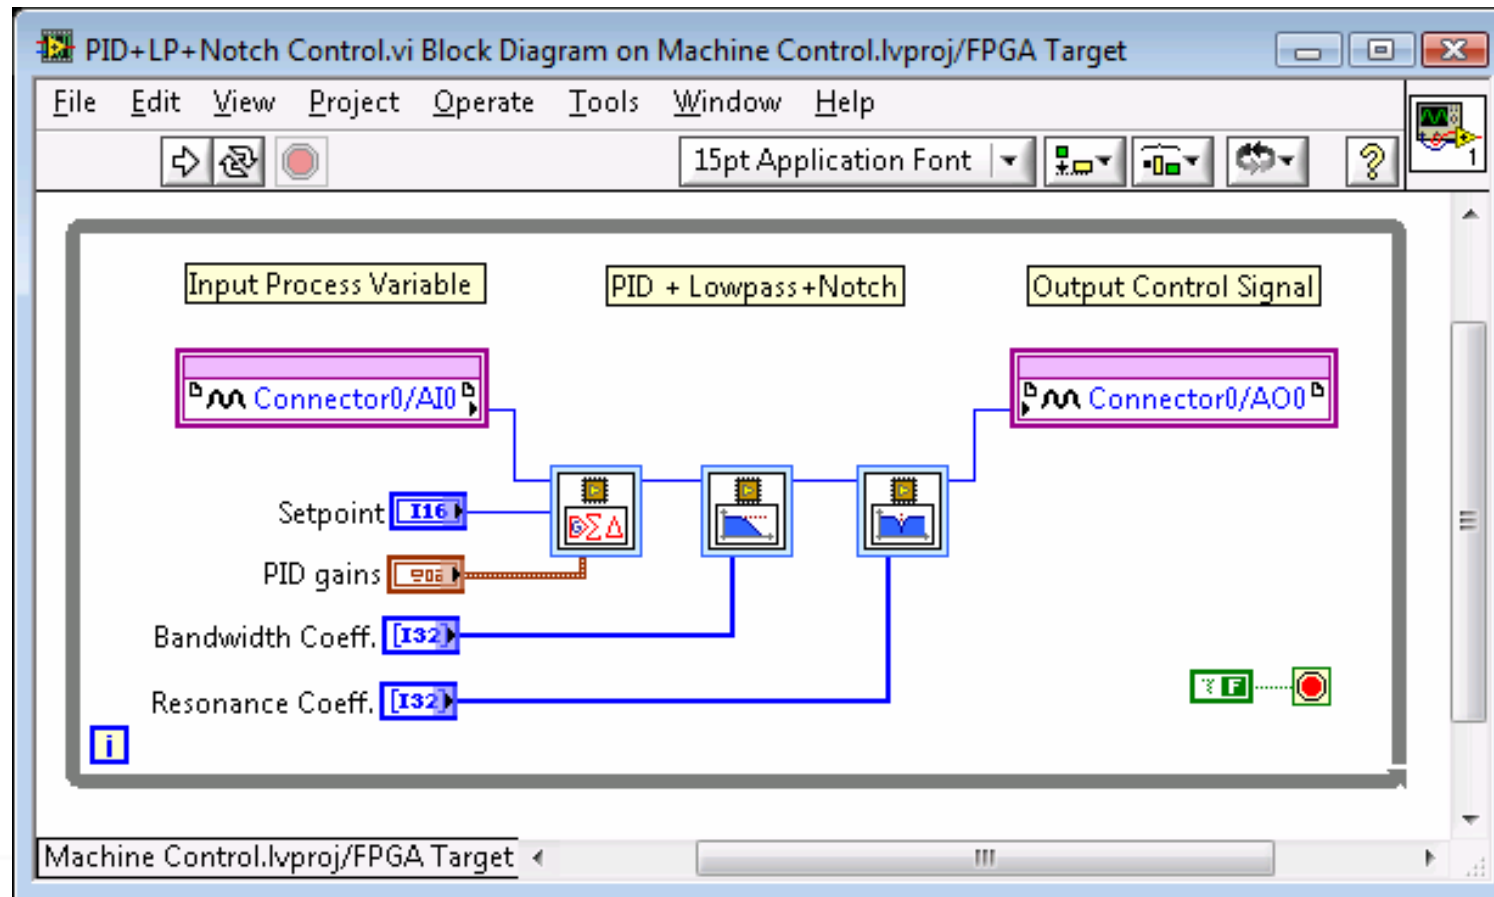 PID+LP+Notch Control.vi Block Diagram on Machine Control.lvproj/FPGA Target
File Edit View Project Operate Tools Window Help
15pt Application Font
1
Input Process Variable
PID + Lowpass+Notch
Output Control Signal
Connector0/AI0
Connector0/AO0
Setpoint I16
PID gains
Bandwidth Coeff. [I32]
Resonance Coeff. [I32]
F
i
Machine Control.lvproj/FPGA Target